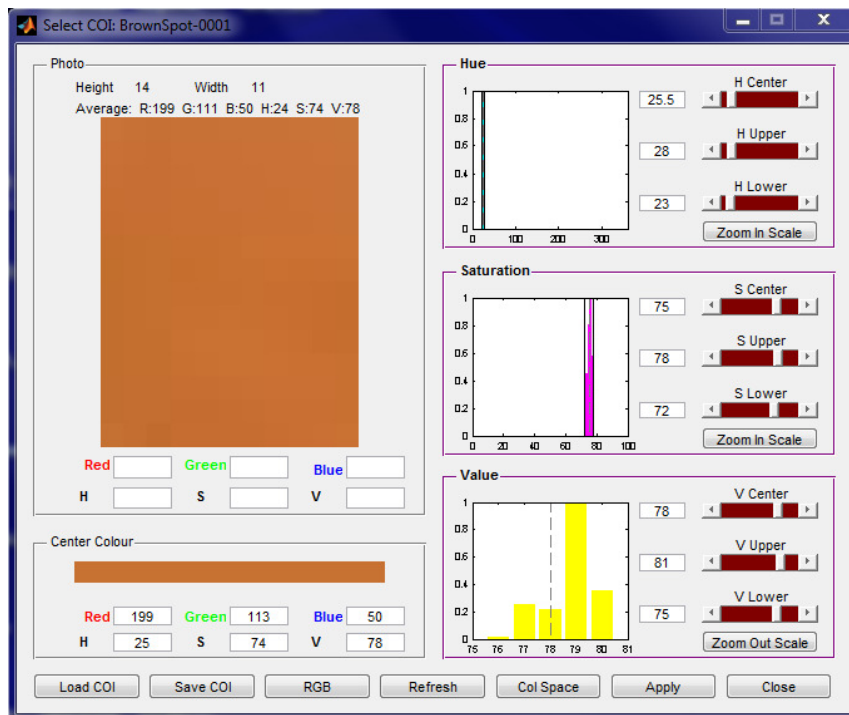 Select COI: BrownSpot-0001
Photo
Height 14 Width 11
Average: R:199 G:111 B:50 H:24 S:74 V:78
Red Green Blue
H S V
Center Colour
Red 199 Green 113 Blue 50
H 25 S 74 V 78
Hue
1
0.8
0.6
0.4
0.2
0
0 100 200 300
H Center
25.5
H Upper
28
H Lower
23
Zoom In Scale
Saturation
1
0.8
0.6
0.4
0.2
0
0 20 40 60 80 100
S Center
75
S Upper
78
S Lower
72
Zoom In Scale
Value
1
0.8
0.6
0.4
0.2
0
75 76 77 78 79 80 81
V Center
78
V Upper
81
V Lower
75
Zoom Out Scale
Load COI Save COI RGB Refresh Col Space Apply Close